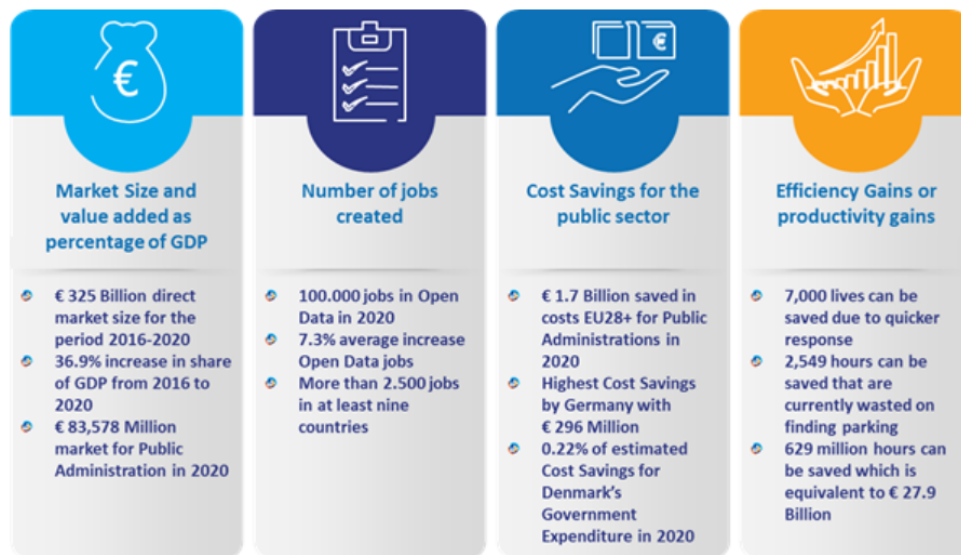 €
Market Size and
value added as
percentage of GDP
€ 325 Billion direct
market size for the
period 2016-2020
36.9% increase in share
of GDP from 2016 to
2020
€ 83,578 Million
market for Public
Administration in 2020
Number of jobs
created
100.000 jobs in Open
Data in 2020
7.3% average increase
Open Data jobs
More than 2.500 jobs
in at least nine
countries
€
Cost Savings for the
public sector
€ 1.7 Billion saved in
costs EU28+ for Public
Administrations in
2020
Highest Cost Savings
by Germany with
€ 296 Million
0.22% of estimated
Cost Savings for
Denmark's
Government
Expenditure in 2020
Efficiency Gains or
productivity gains
7,000 lives can be
saved due to quicker
response
2,549 hours can be
saved that are
currently wasted on
finding parking
629 million hours can
be saved which is
equivalent to € 27.9
Billion